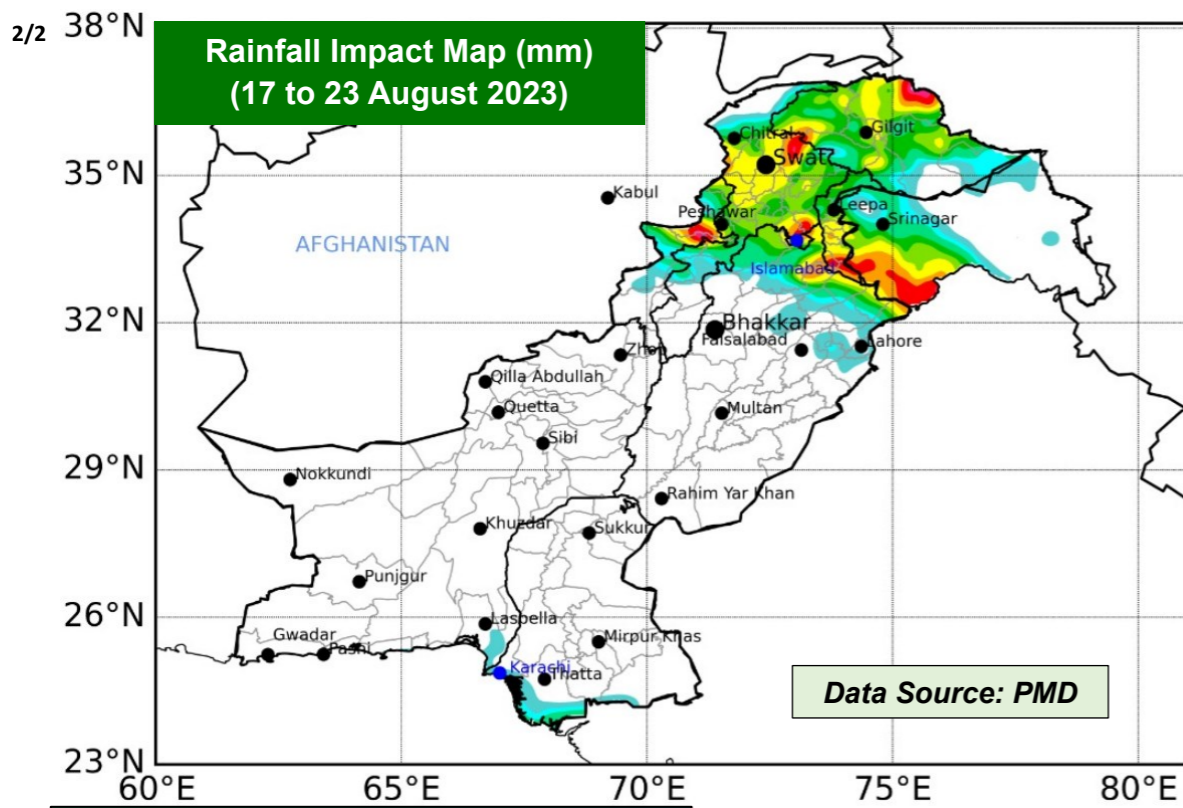 2/2
38°N
Rainfall Impact Map (mm)
(17 to 23 August 2023)
Chitral
Gilgit
Swat
35°N
Kabul
Leepa
Peshawar
Srinagar
AFGHANISTAN
Islamabad
32°N
Bhakkar
Faisalabad
Lahore
Zhob
Qilla Abdullah
Quetta
Multan
Sibi
29°N
Nokkundi
Rahim Yar Khan
Khuzdar
Sukkur
Punjgur
26°N
Lasbella
Gwadar
Mirpur Khas
Pasni
Karachi
Thatta
Data Source: PMD
23°N
60°E
65°E
70°E
75°E
80°E